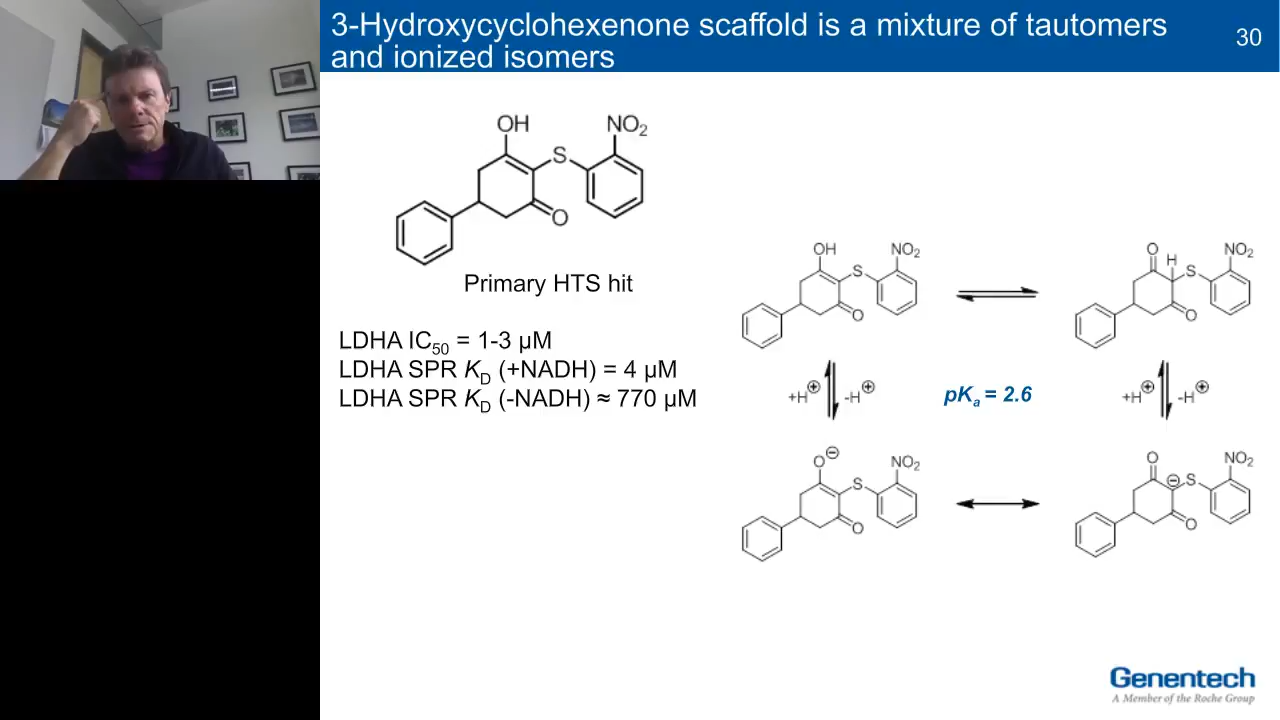 3-Hydroxycyclohexenone scaffold is a mixture of tautomers
and ionized isomers
30
OH
NO₂
S
O
Primary HTS hit
LDHA IC₅₀ = 1-3 µM
LDHA SPR K_D (+NADH) = 4 µM
LDHA SPR K_D (-NADH) ≈ 770 µM
OH
NO₂
S
O
O
H
NO₂
S
O
+H⊕
-H⊕
pKₐ = 2.6
+H⊕
-H⊕
O⊖
NO₂
S
O
O
⊖
NO₂
S
O
Genentech
A Member of the Roche Group